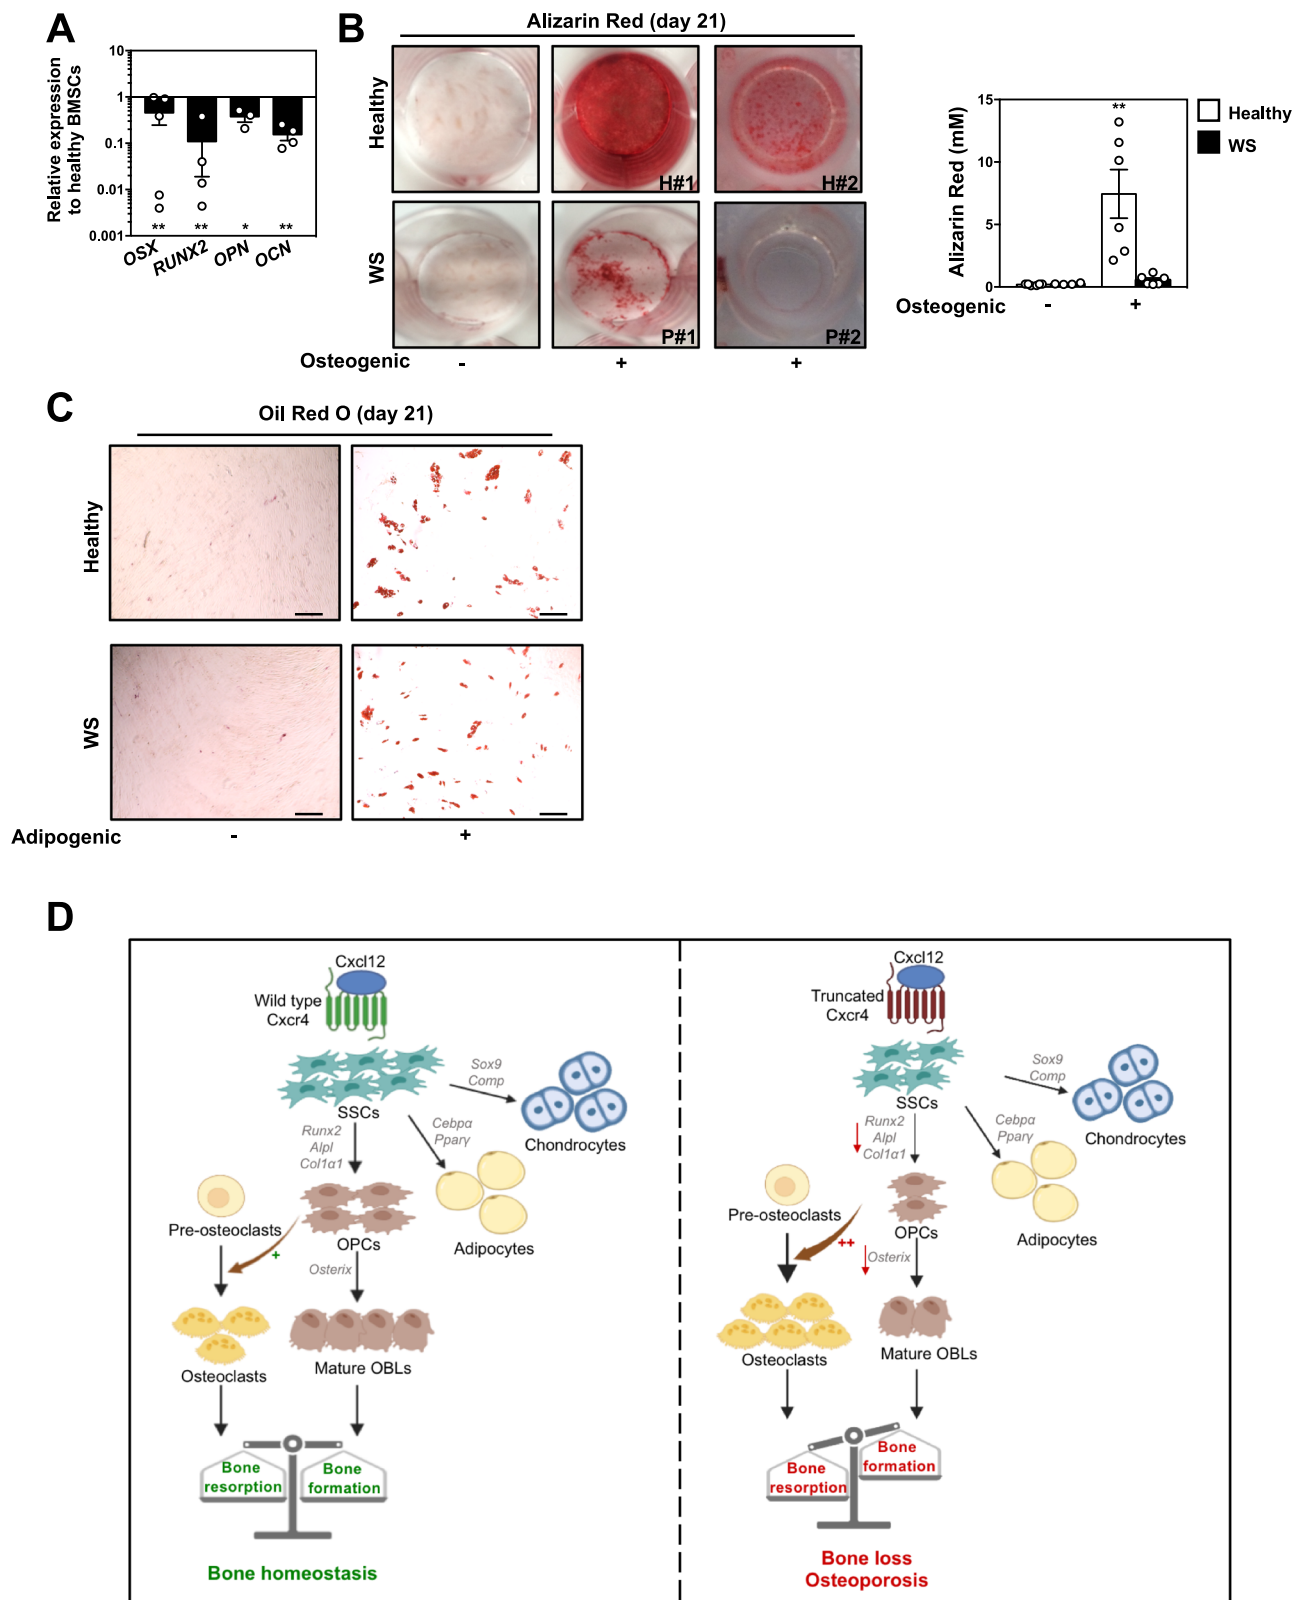 A
Relative expression
to healthy BMSCs
10
1
0.1
0.01
0.001
** ** * **
OSX RUNX2 OPN OCN
B
Alizarin Red (day 21)
Healthy
H#1
H#2
WS
P#1
P#2
Osteogenic - + +
Alizarin Red (mM)
15
10
5
0
**
Healthy
WS
Osteogenic - +
C
Oil Red O (day 21)
Healthy
WS
Adipogenic - +
D
Cxcl12
Wild type
Cxcr4
SSCs
Sox9
Comp
Chondrocytes
Runx2
Alpl
Col1α1
Cebpα
Pparγ
Adipocytes
Pre-osteoclasts
+
OPCs
Osterix
Osteoclasts
Mature OBLs
Bone
resorption
Bone
formation
Bone homeostasis
Cxcl12
Truncated
Cxcr4
SSCs
Sox9
Comp
Chondrocytes
Runx2
Alpl
Col1α1
Cebpα
Pparγ
Adipocytes
Pre-osteoclasts
++
OPCs
Osterix
Osteoclasts
Mature OBLs
Bone
resorption
Bone
formation
Bone loss
Osteoporosis